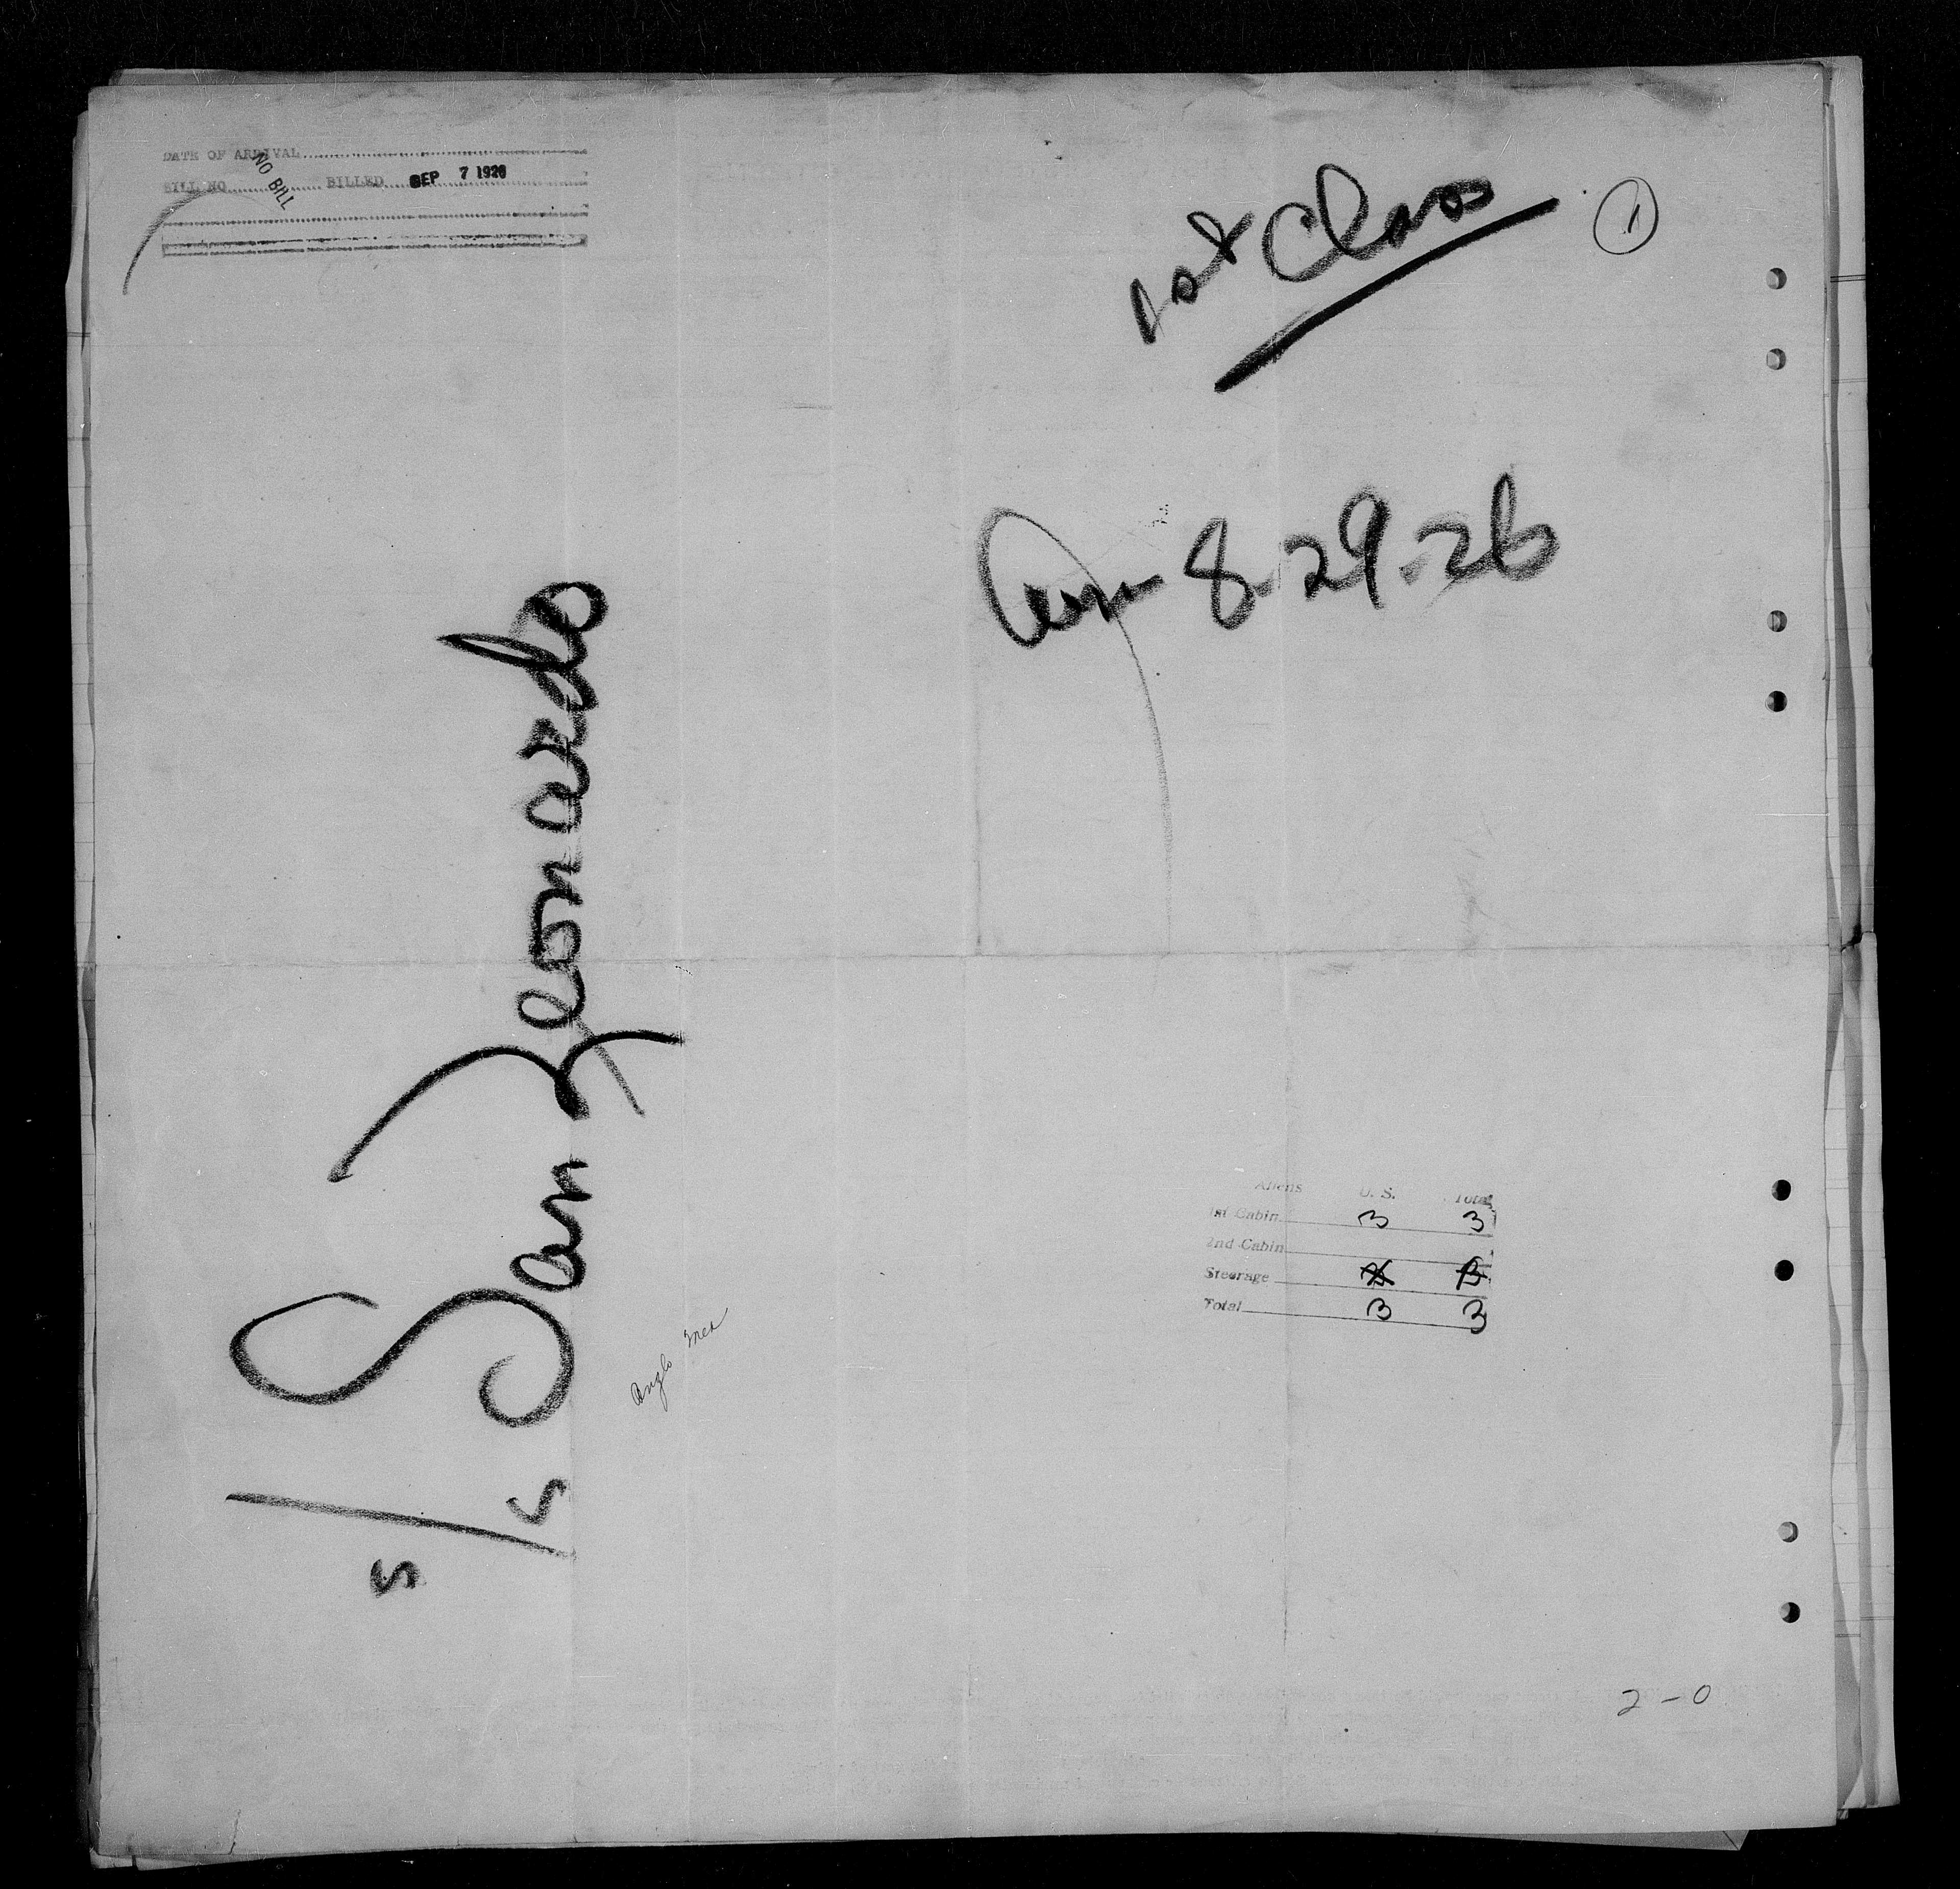 DATE OF ARRIVAL
BILL NO. BILLED SEP 7 1926
NO BILL
1st Class
1
Arr 8-29-26
S/S San Leonardo
Anglo Mex
Aliens U. S. Total
1st Cabin 3 3
2nd Cabin
Steerage
Total 3 3
2-0